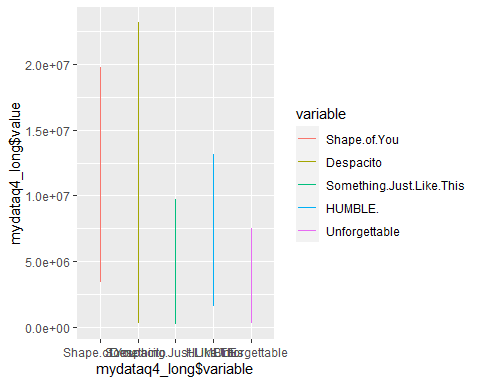 mydataq4_long$value
2.0e+07
1.5e+07
1.0e+07
5.0e+06
0.0e+00
mydataq4_long$variable
variable
Shape.of.You
Despacito
Something.Just.Like.This
HUMBLE.
Unforgettable